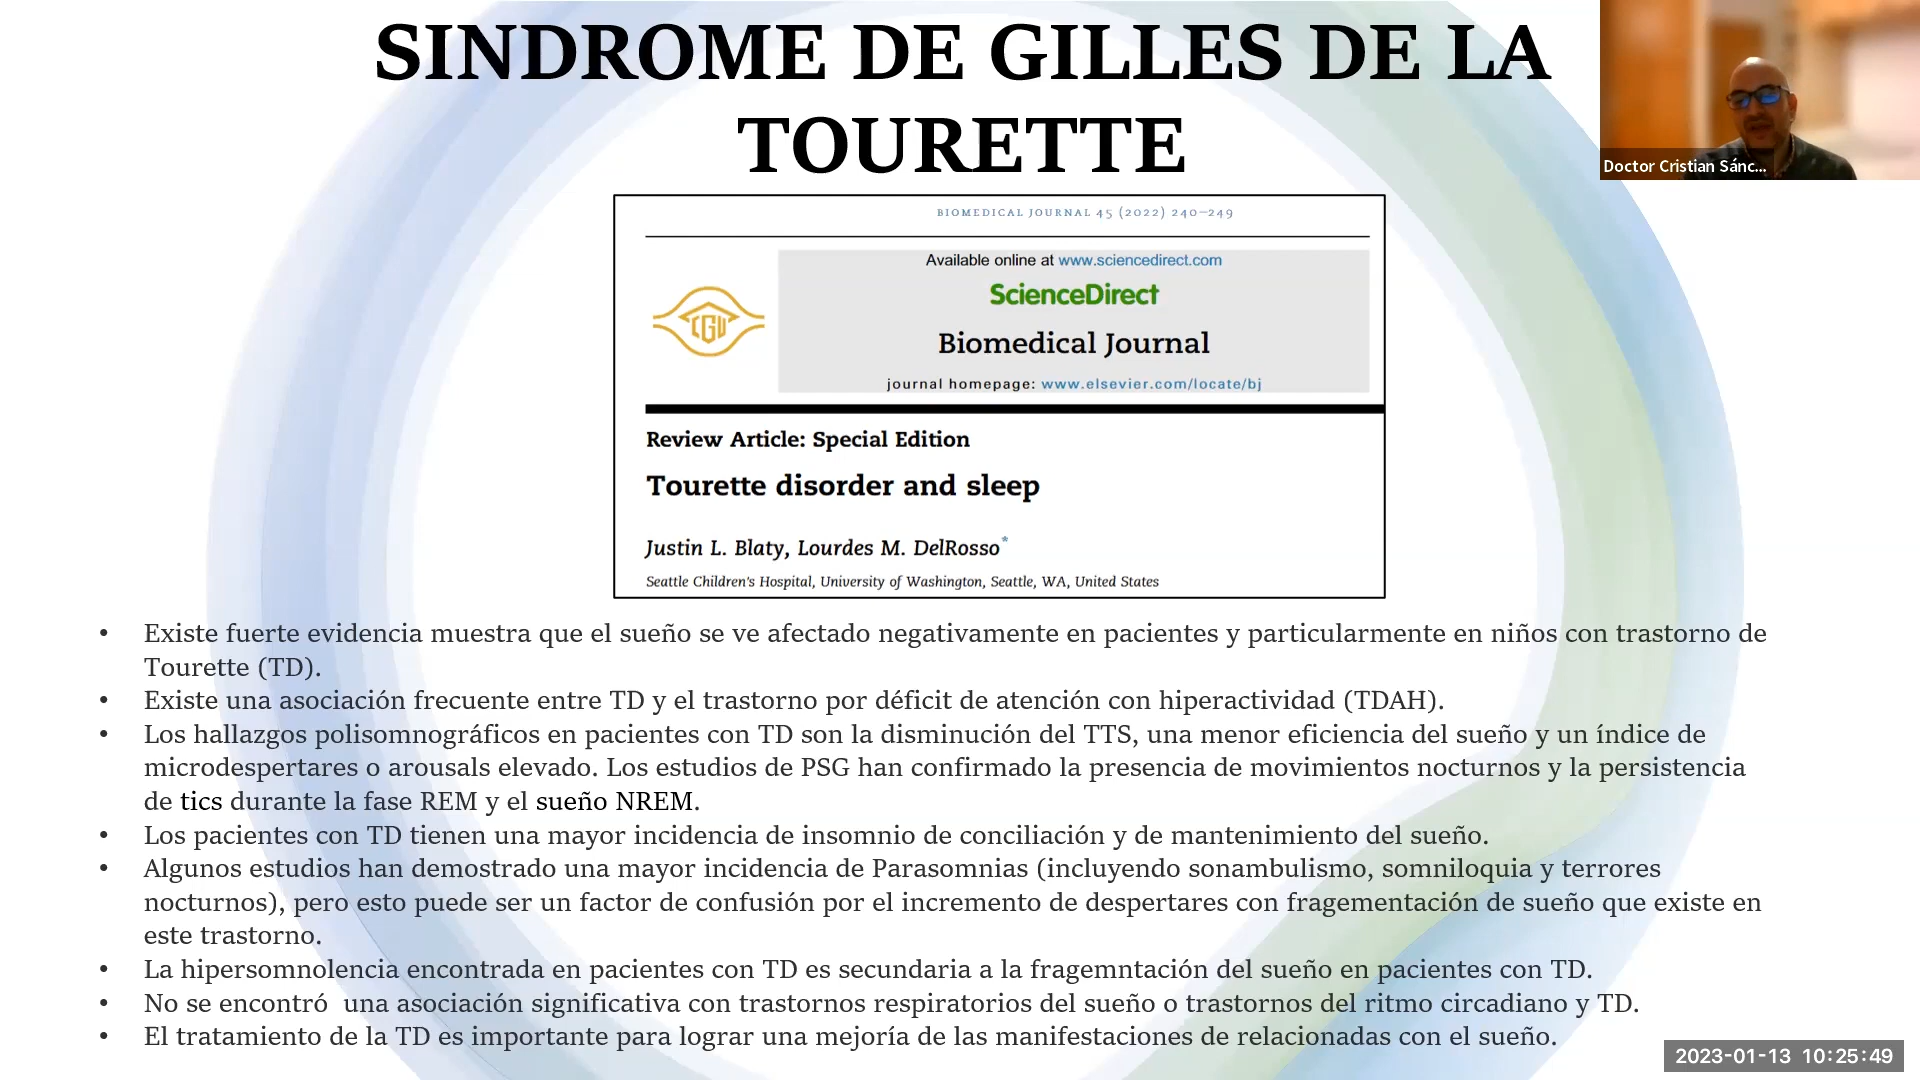 SINDROME DE GILLES DE LA
TOURETTE
Doctor Cristian Sánc...
BIOMEDICAL JOURNAL 45 (2022) 240–249
Available online at www.sciencedirect.com
ScienceDirect
CGU
Biomedical Journal
journal homepage: www.elsevier.com/locate/bj
Review Article: Special Edition
Tourette disorder and sleep
Justin L. Blaty, Lourdes M. DelRosso*
Seattle Children's Hospital, University of Washington, Seattle, WA, United States
• Existe fuerte evidencia muestra que el sueño se ve afectado negativamente en pacientes y particularmente en niños con trastorno de
Tourette (TD).
• Existe una asociación frecuente entre TD y el trastorno por déficit de atención con hiperactividad (TDAH).
• Los hallazgos polisomnográficos en pacientes con TD son la disminución del TTS, una menor eficiencia del sueño y un índice de
microdespertares o arousals elevado. Los estudios de PSG han confirmado la presencia de movimientos nocturnos y la persistencia
de tics durante la fase REM y el sueño NREM.
• Los pacientes con TD tienen una mayor incidencia de insomnio de conciliación y de mantenimiento del sueño.
• Algunos estudios han demostrado una mayor incidencia de Parasomnias (incluyendo sonambulismo, somniloquia y terrores
nocturnos), pero esto puede ser un factor de confusión por el incremento de despertares con fragementación de sueño que existe en
este trastorno.
• La hipersomnolencia encontrada en pacientes con TD es secundaria a la fragemntación del sueño en pacientes con TD.
• No se encontró  una asociación significativa con trastornos respiratorios del sueño o trastornos del ritmo circadiano y TD.
• El tratamiento de la TD es importante para lograr una mejoría de las manifestaciones de relacionadas con el sueño.
2023-01-13 10:25:49